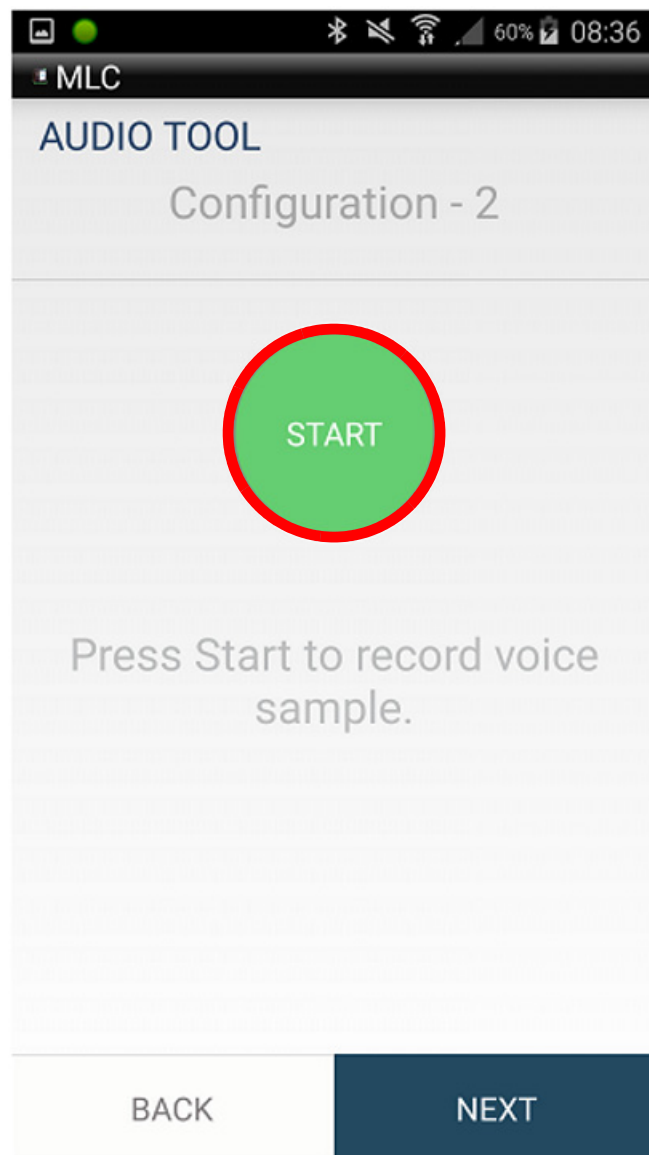 60% 08:36
MLC
AUDIO TOOL
Configuration - 2
START
Press Start to record voice
sample.
BACK NEXT